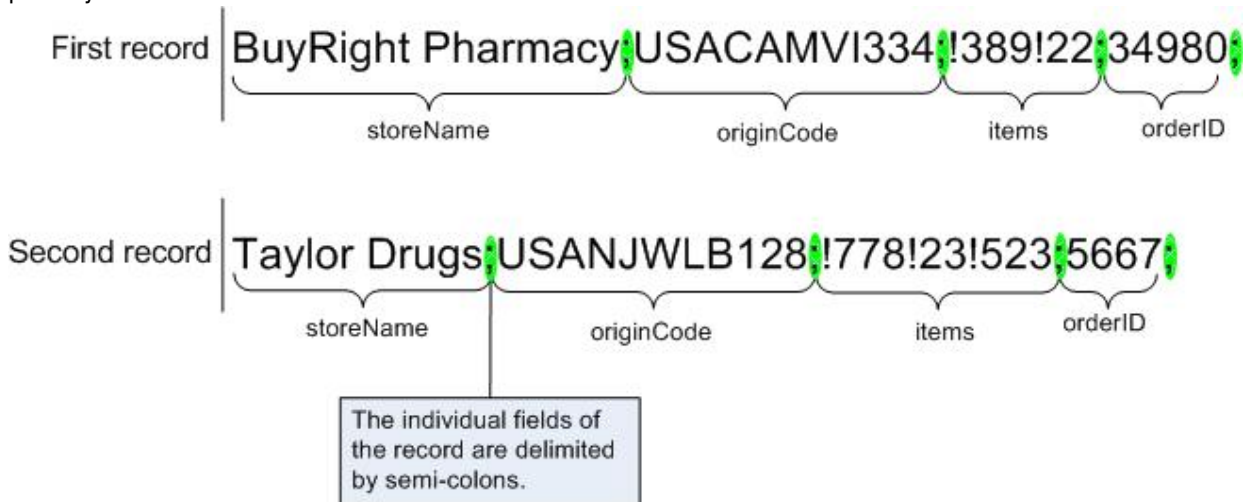 First record BuyRight Pharmacy;USACAMVI334;!389!22;34980;
storeName originCode items orderID
Second record Taylor Drugs;USANJWLB128;!778!23!523;5667;
storeName originCode items orderID
The individual fields of
the record are delimited
by semi-colons.